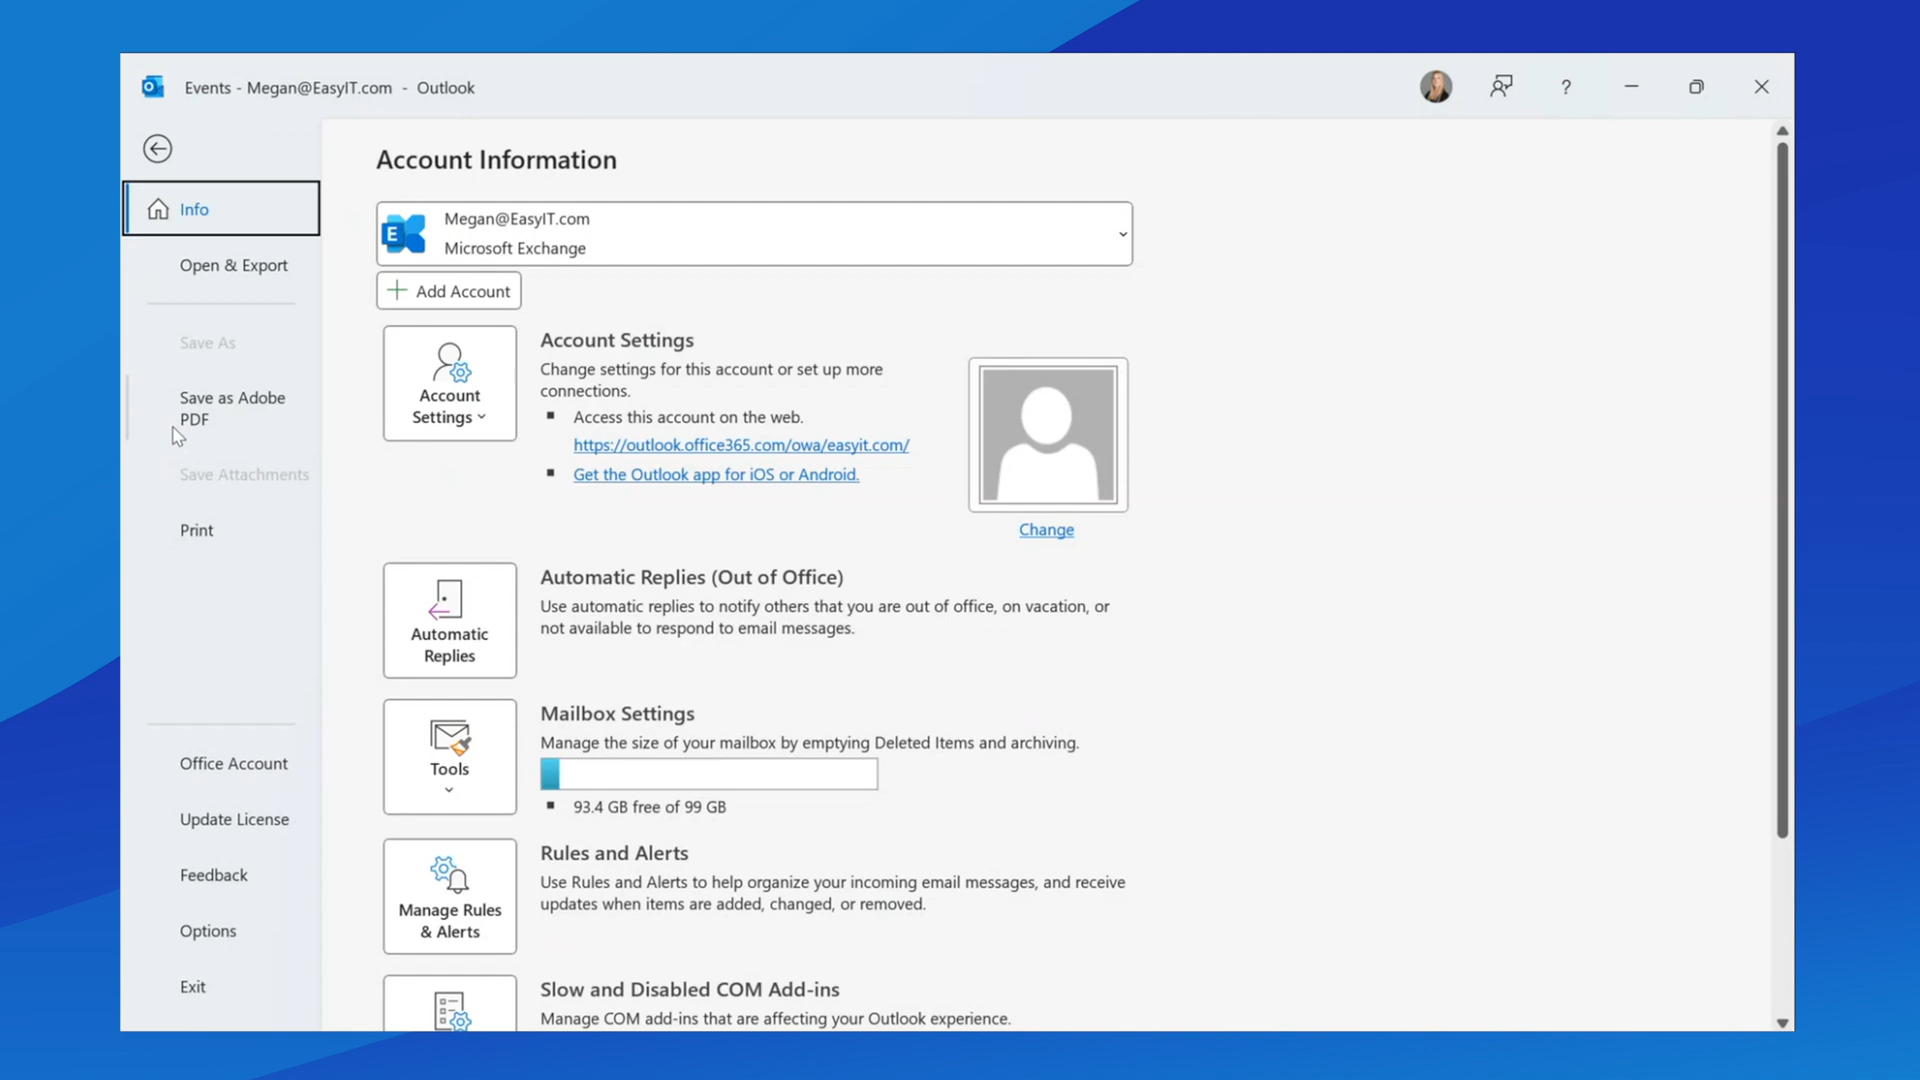 Events - Megan@EasyIT.com - Outlook
?
Info
Open & Export
Save As
Save as Adobe
PDF
Save Attachments
Print
Office Account
Update License
Feedback
Options
Exit
Account Information
E
Megan@EasyIT.com
Microsoft Exchange
Add Account
Account
Settings
Account Settings
Change settings for this account or set up more
connections.
Access this account on the web.
https://outlook.office365.com/owa/easyit.com/
Get the Outlook app for iOS or Android.
Change
Automatic
Replies
Automatic Replies (Out of Office)
Use automatic replies to notify others that you are out of office, on vacation, or
not available to respond to email messages.
Tools
Mailbox Settings
Manage the size of your mailbox by emptying Deleted Items and archiving.
93.4 GB free of 99 GB
Manage Rules
& Alerts
Rules and Alerts
Use Rules and Alerts to help organize your incoming email messages, and receive
updates when items are added, changed, or removed.
Slow and Disabled COM Add-ins
Manage COM add-ins that are affecting your Outlook experience.